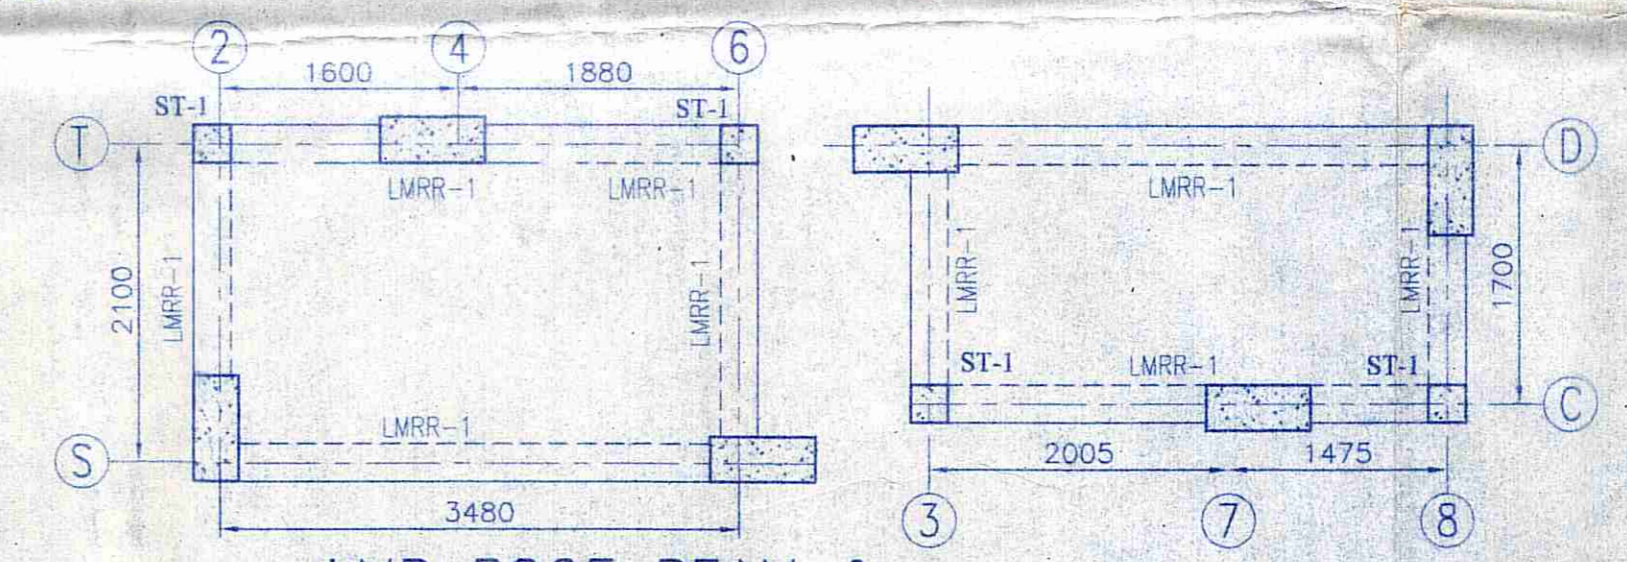 2 4 6
1600 1880
ST-1 ST-1
T
LMRR-1 LMRR-1
2100
LMRR-1
LMRR-1
LMRR-1
S
3480
D
LMRR-1
LMRR-1
LMRR-1
1700
ST-1 LMRR-1 ST-1
C
2005 1475
3 7 8